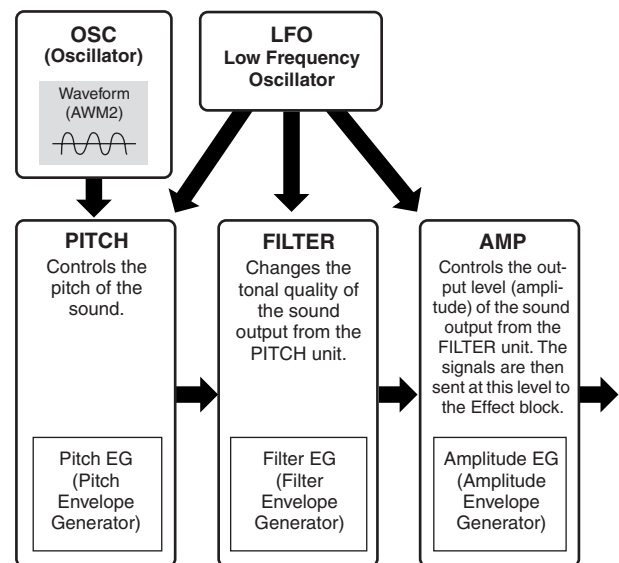 OSC
(Oscillator)
Waveform
(AWM2)
LFO
Low Frequency
Oscillator
PITCH
Controls the
pitch of the
sound.
Pitch EG
(Pitch
Envelope
Generator)
FILTER
Changes the
tonal quality of
the sound
output from the
PITCH unit.
Filter EG
(Filter
Envelope
Generator)
AMP
Controls the out-
put level (ampli-
tude) of the sound
output from the
FILTER unit. The
signals are then
sent at this level to
the Effect block.
Amplitude EG
(Amplitude
Envelope
Generator)